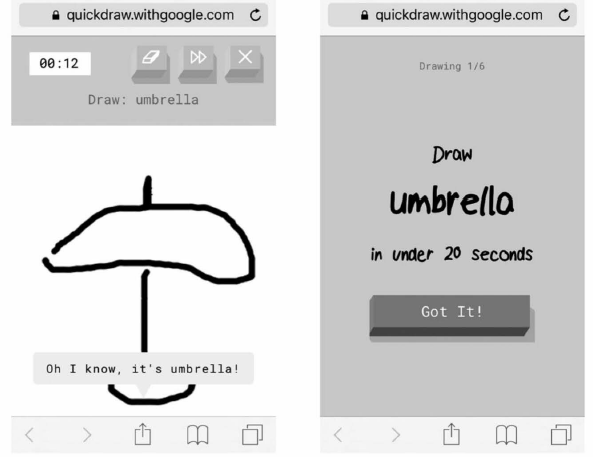 quickdraw.withgoogle.com
00:12
Draw: umbrella
Oh I know, it's umbrella!
quickdraw.withgoogle.com
Drawing 1/6
Draw
umbrella
in under 20 seconds
Got It!